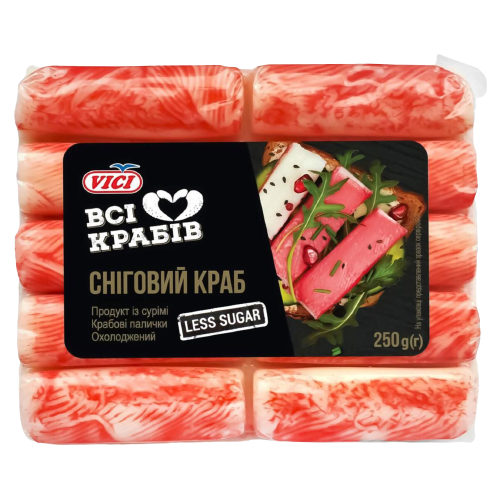 VICI
ВСІ
КРАБІВ
СНІГОВИЙ КРАБ
Продукт із сурімі
Крабові палички
Охолоджений
LESS SUGAR
250 g(г)